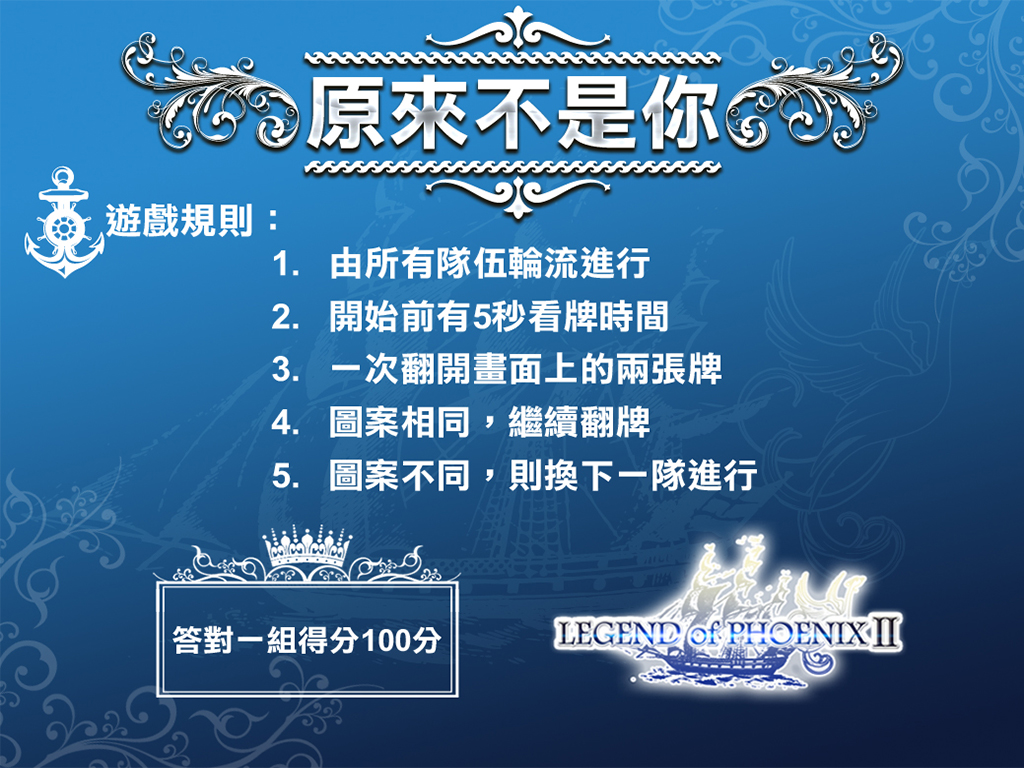 原來不是你
遊戲規則：
1. 由所有隊伍輪流進行
2. 開始前有5秒看牌時間
3. 一次翻開畫面上的兩張牌
4. 圖案相同，繼續翻牌
5. 圖案不同，則換下一隊進行
答對一組得分100分
LEGEND of PHOENIX II